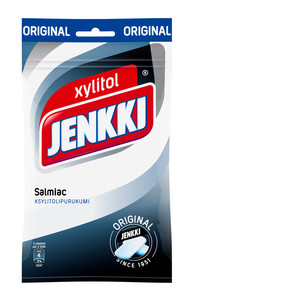 ORIGINAL ORIGINAL
xylitol
JENKKI®
Salmiac
KSYLITOLIPURUKUMI
ORIGINAL
JENKKI
SINCE 1951